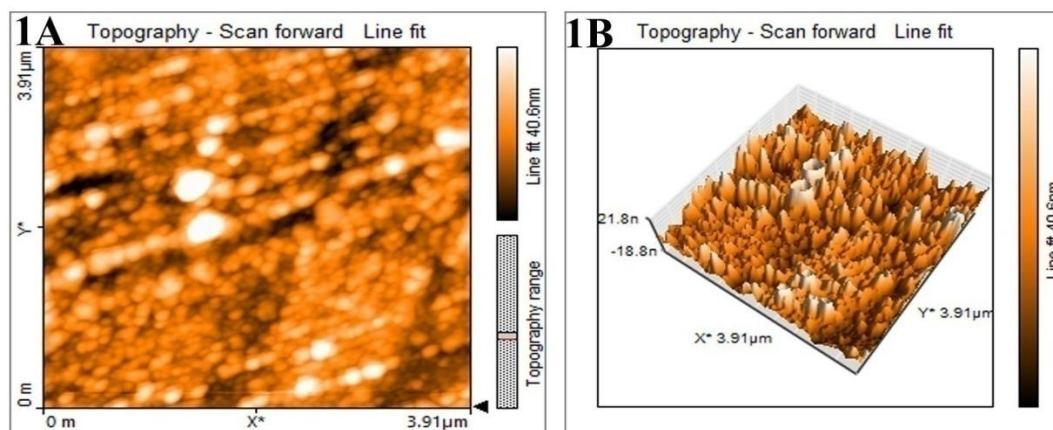 1A
Topography - Scan forward Line fit
3.91µm
Y*
0 m
0 m
X*
3.91µm
Line fit 40.6nm
Topography range
1B
Topography - Scan forward Line fit
21.8n
-18.8n
X* 3.91µm
Y* 3.91µm
Line fit 40.6nm